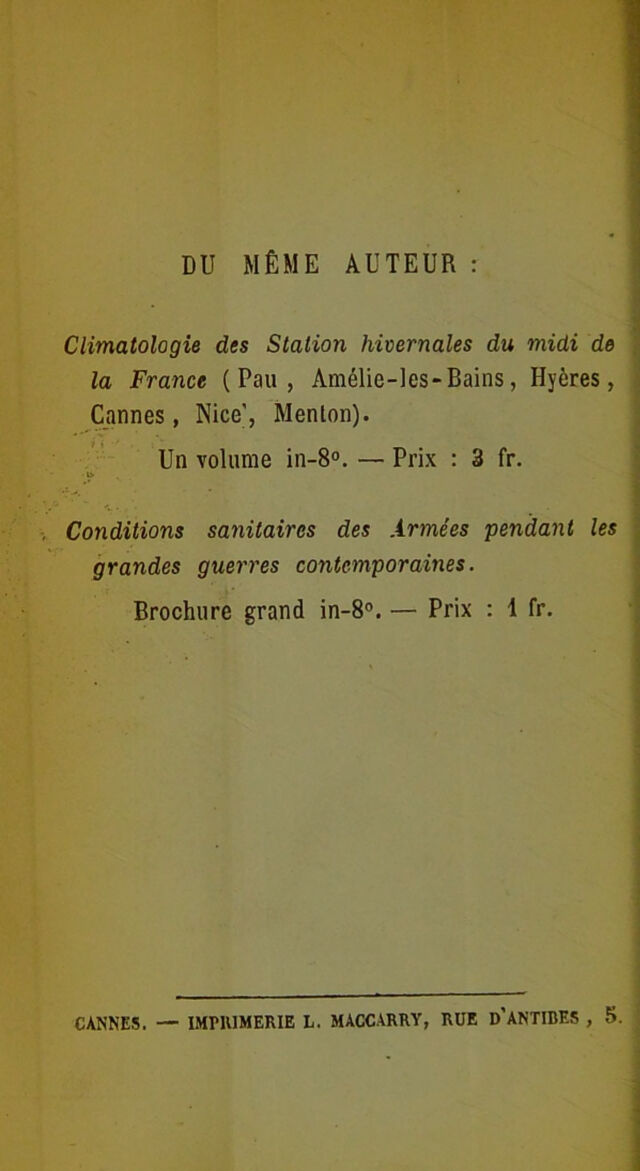 DU MÊME AUTEUR :
Climatologie des Station hivernales du midi de
la France ( Pau , Amélie-les-Bains, Hyères,
Cannes, Nice', Menton).
Un volume in-8º. — Prix : 3 fr.
Conditions sanitaires des Armées pendant les
grandes guerres contemporaines.
Brochure grand in-8º. — Prix : 1 fr.
CANNES. — IMPRIMERIE L. MACCARRY, RUE D'ANTIBES , 5.